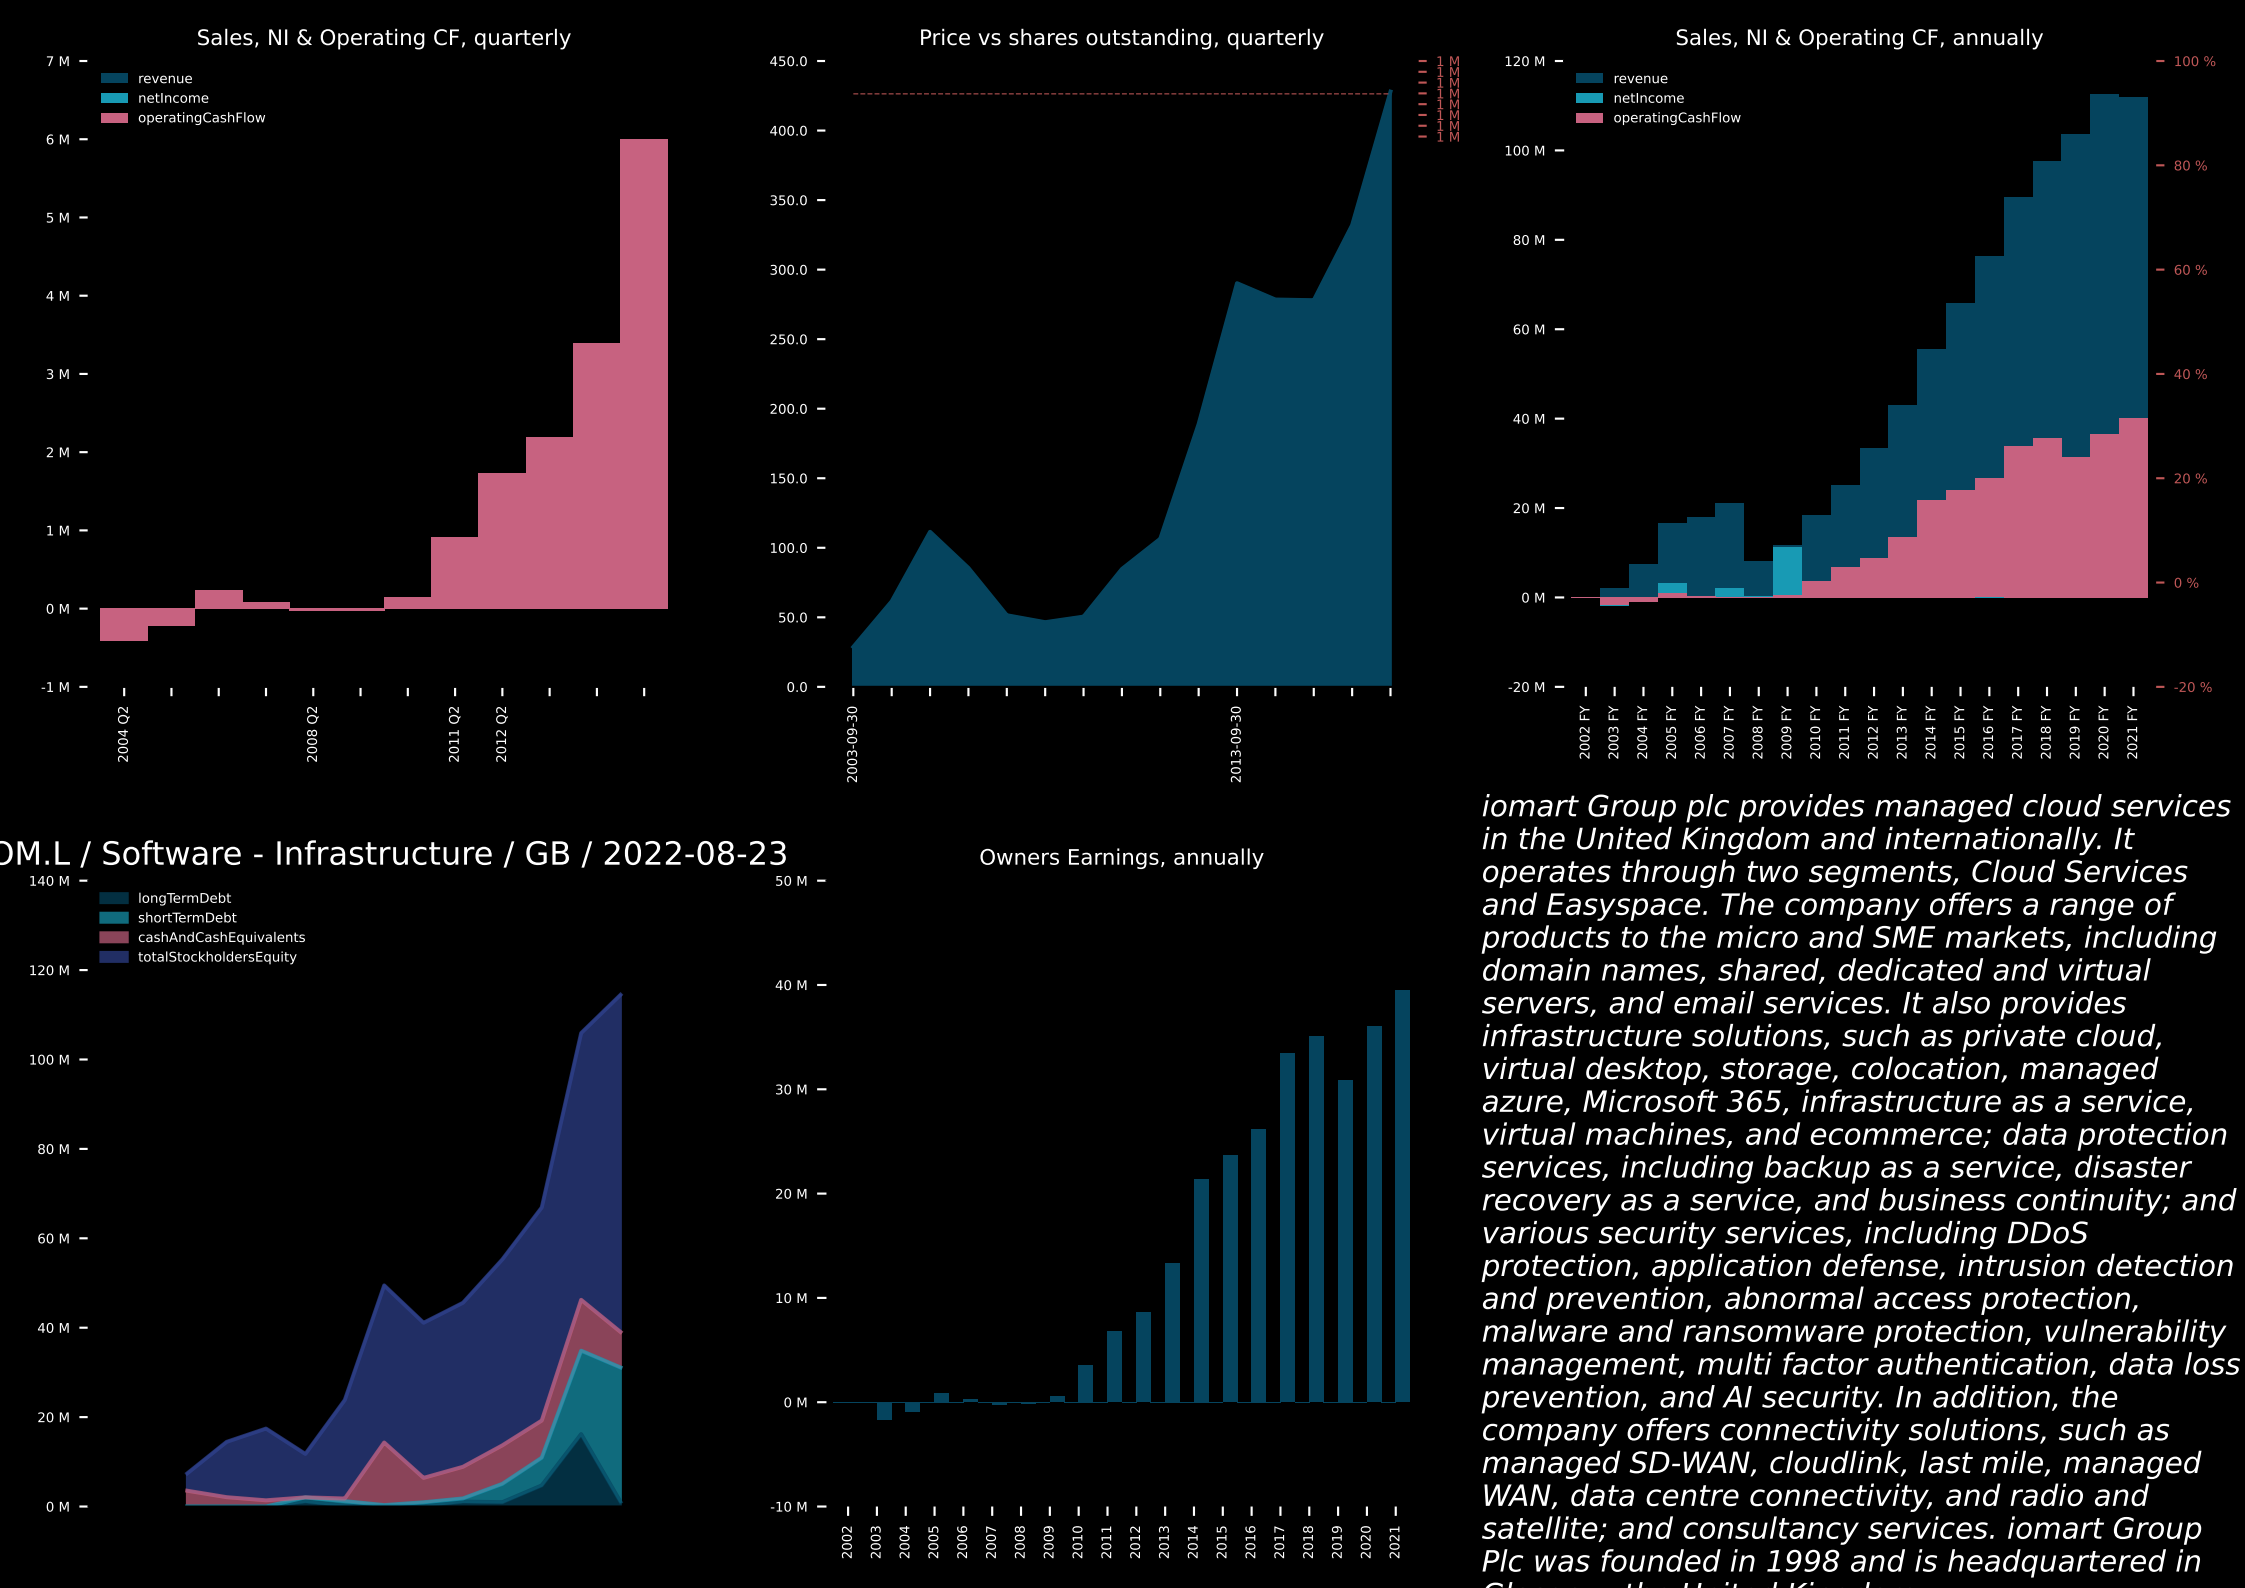 Sales, NI & Operating CF, quarterly
7 M
6 M
5 M
4 M
3 M
2 M
1 M
0 M
-1 M
revenue
netIncome
operatingCashFlow
2004 Q2
2008 Q2
2011 Q2
2012 Q2
Price vs shares outstanding, quarterly
450.0
400.0
350.0
300.0
250.0
200.0
150.0
100.0
50.0
0.0
1 M
1 M
1 M
1 M
1 M
1 M
1 M
1 M
2003-09-30
2013-09-30
Sales, NI & Operating CF, annually
120 M
100 M
80 M
60 M
40 M
20 M
0 M
-20 M
revenue
netIncome
operatingCashFlow
100 %
80 %
60 %
40 %
20 %
0 %
-20 %
2002 FY
2003 FY
2004 FY
2005 FY
2006 FY
2007 FY
2008 FY
2009 FY
2010 FY
2011 FY
2012 FY
2013 FY
2014 FY
2015 FY
2016 FY
2017 FY
2018 FY
2019 FY
2020 FY
2021 FY
OM.L / Software - Infrastructure / GB / 2022-08-23
140 M
120 M
100 M
80 M
60 M
40 M
20 M
0 M
longTermDebt
shortTermDebt
cashAndCashEquivalents
totalStockholdersEquity
Owners Earnings, annually
50 M
40 M
30 M
20 M
10 M
0 M
-10 M
2002
2003
2004
2005
2006
2007
2008
2009
2010
2011
2012
2013
2014
2015
2016
2017
2018
2019
2020
2021
iomart Group plc provides managed cloud services
in the United Kingdom and internationally. It
operates through two segments, Cloud Services
and Easyspace. The company offers a range of
products to the micro and SME markets, including
domain names, shared, dedicated and virtual
servers, and email services. It also provides
infrastructure solutions, such as private cloud,
virtual desktop, storage, colocation, managed
azure, Microsoft 365, infrastructure as a service,
virtual machines, and ecommerce; data protection
services, including backup as a service, disaster
recovery as a service, and business continuity; and
various security services, including DDoS
protection, application defense, intrusion detection
and prevention, abnormal access protection,
malware and ransomware protection, vulnerability
management, multi factor authentication, data loss
prevention, and AI security. In addition, the
company offers connectivity solutions, such as
managed SD-WAN, cloudlink, last mile, managed
WAN, data centre connectivity, and radio and
satellite; and consultancy services. iomart Group
Plc was founded in 1998 and is headquartered in